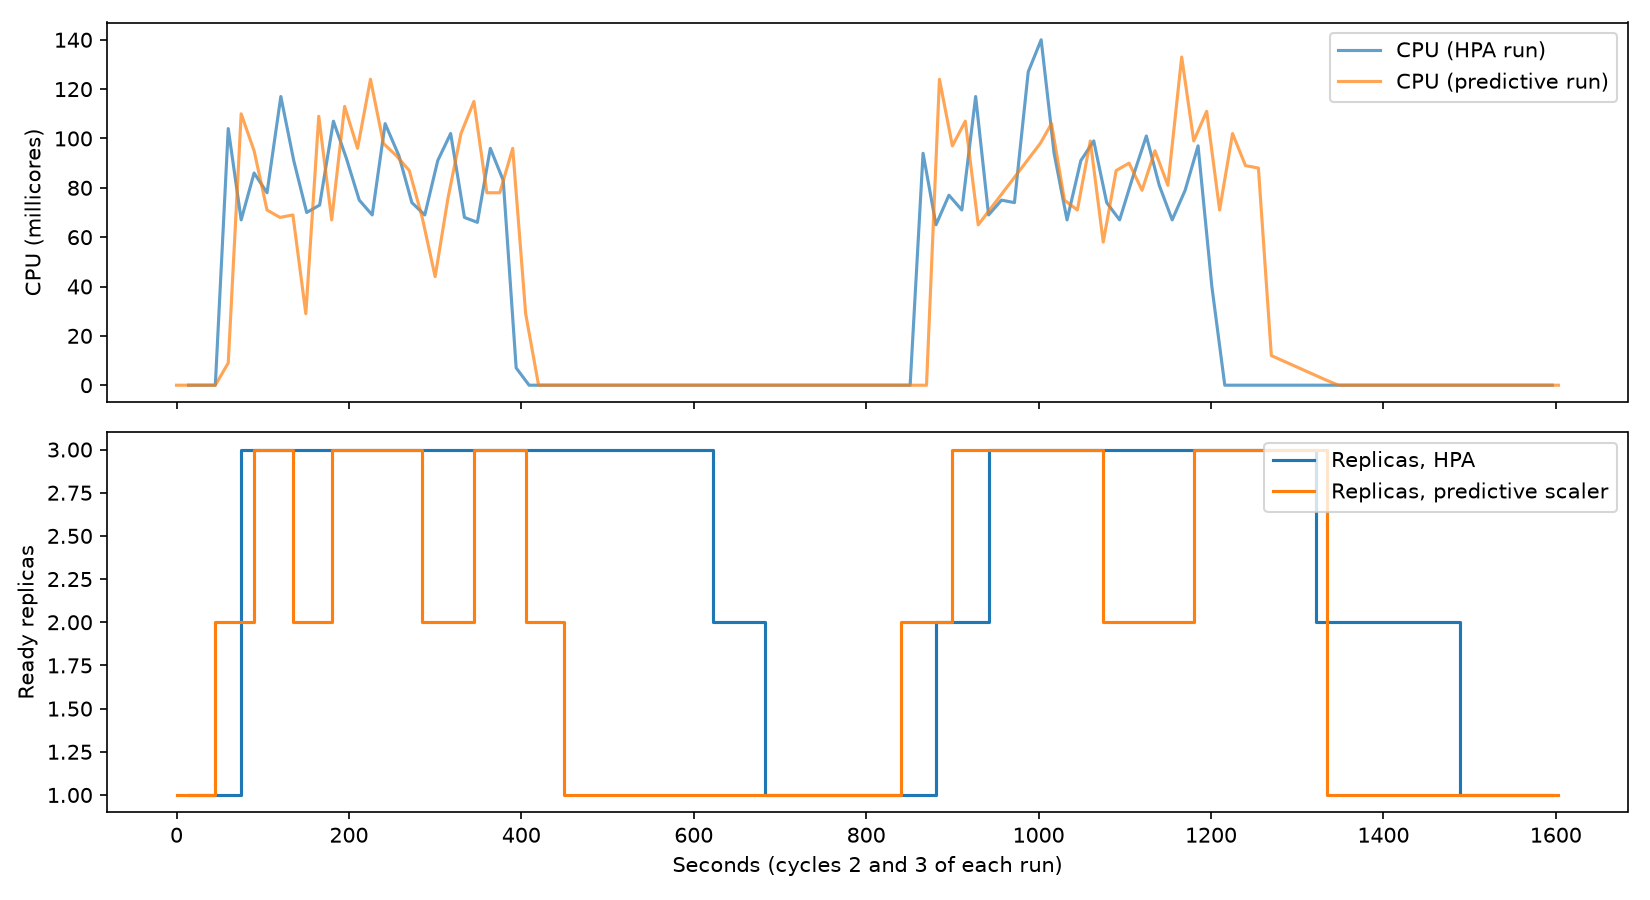 140
120
100
80
60
40
20
0
CPU (millicores)
CPU (HPA run)
CPU (predictive run)
3.00
2.75
2.50
2.25
2.00
1.75
1.50
1.25
1.00
Ready replicas
Replicas, HPA
Replicas, predictive scaler
0 200 400 600 800 1000 1200 1400 1600
Seconds (cycles 2 and 3 of each run)